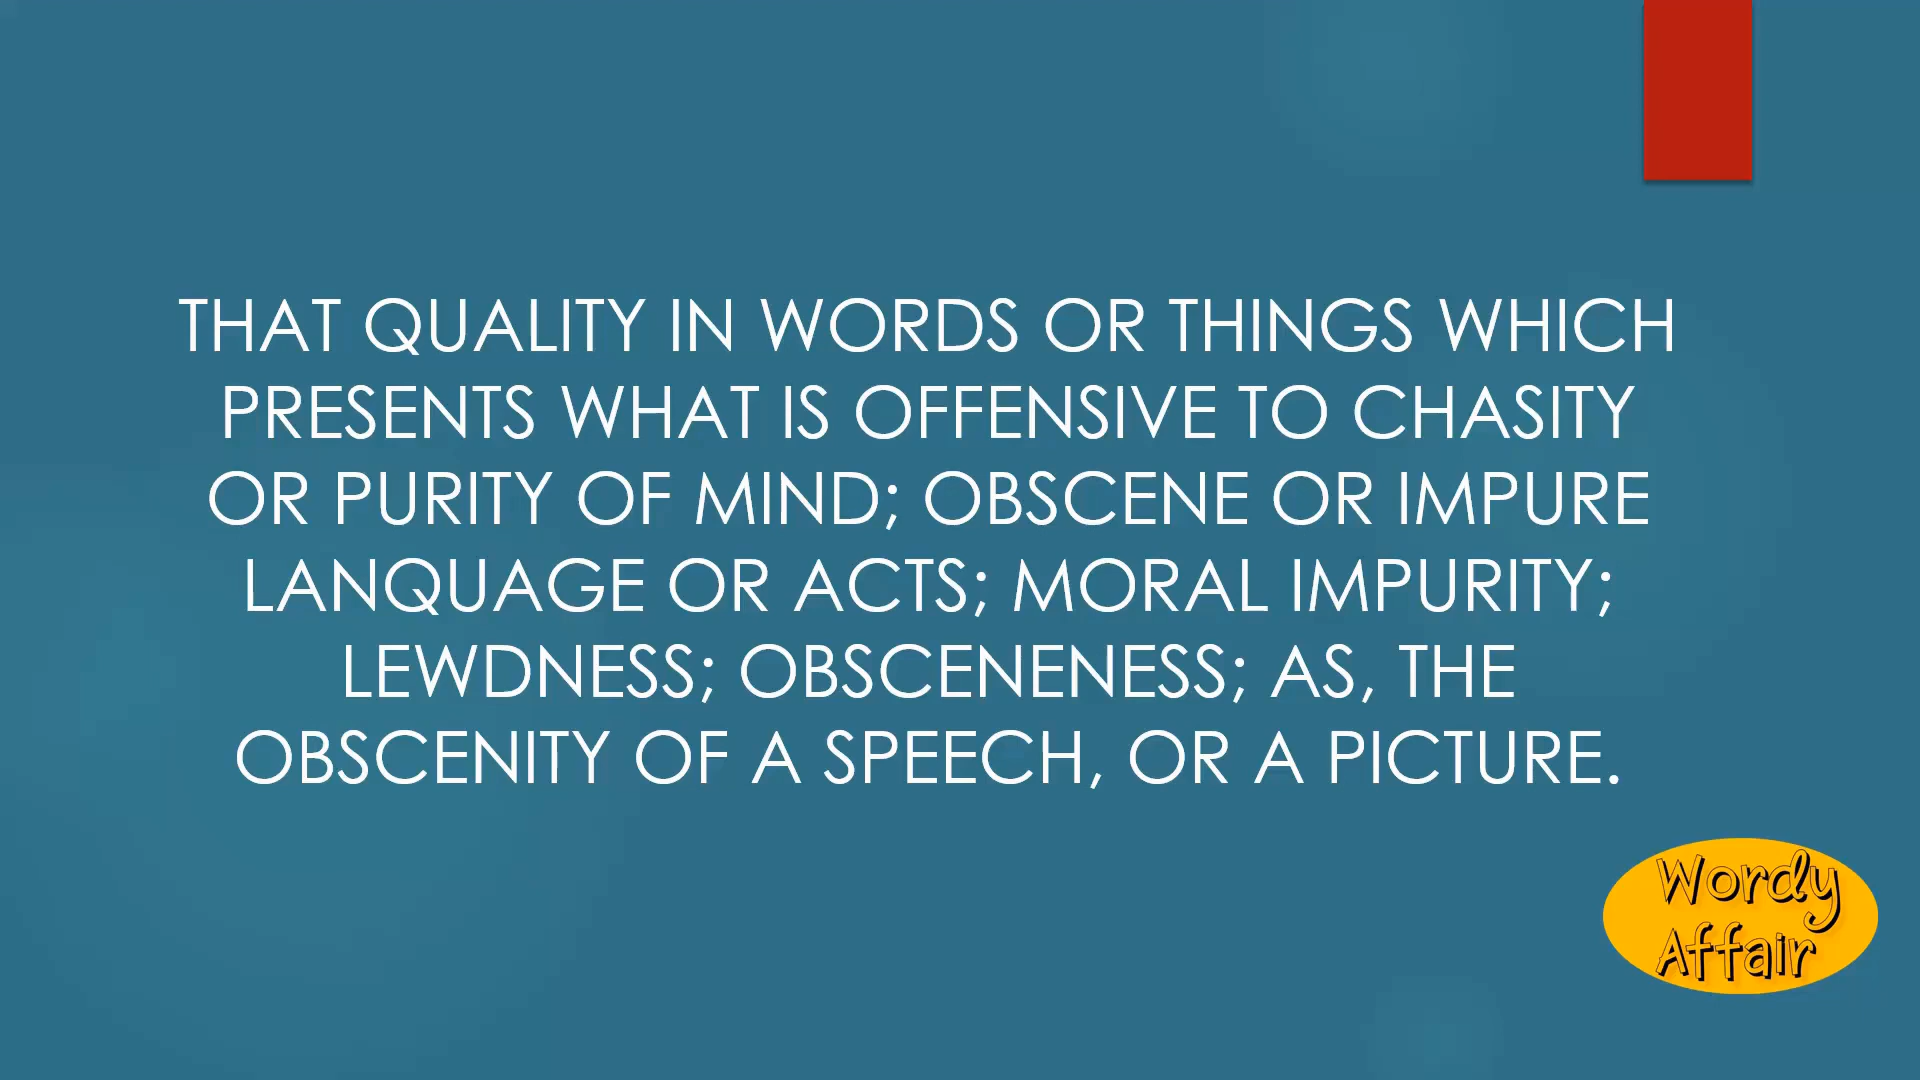 THAT QUALITY IN WORDS OR THINGS WHICH
PRESENTS WHAT IS OFFENSIVE TO CHASITY
OR PURITY OF MIND; OBSCENE OR IMPURE
LANQUAGE OR ACTS; MORAL IMPURITY;
LEWDNESS; OBSCENENESS; AS, THE
OBSCENITY OF A SPEECH, OR A PICTURE.
Wordy
Affair